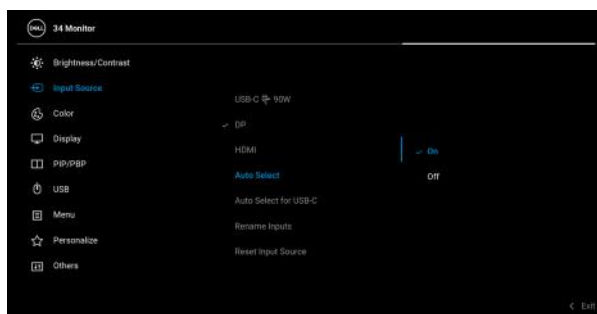 DELL
34 Monitor
Brightness/Contrast
Input Source
Color
Display
PIP/PBP
USB
Menu
Personalize
Others
USB-C 90W
DP
HDMI
Auto Select
Auto Select for USB-C
Rename Inputs
Reset Input Source
On
Off
Exit